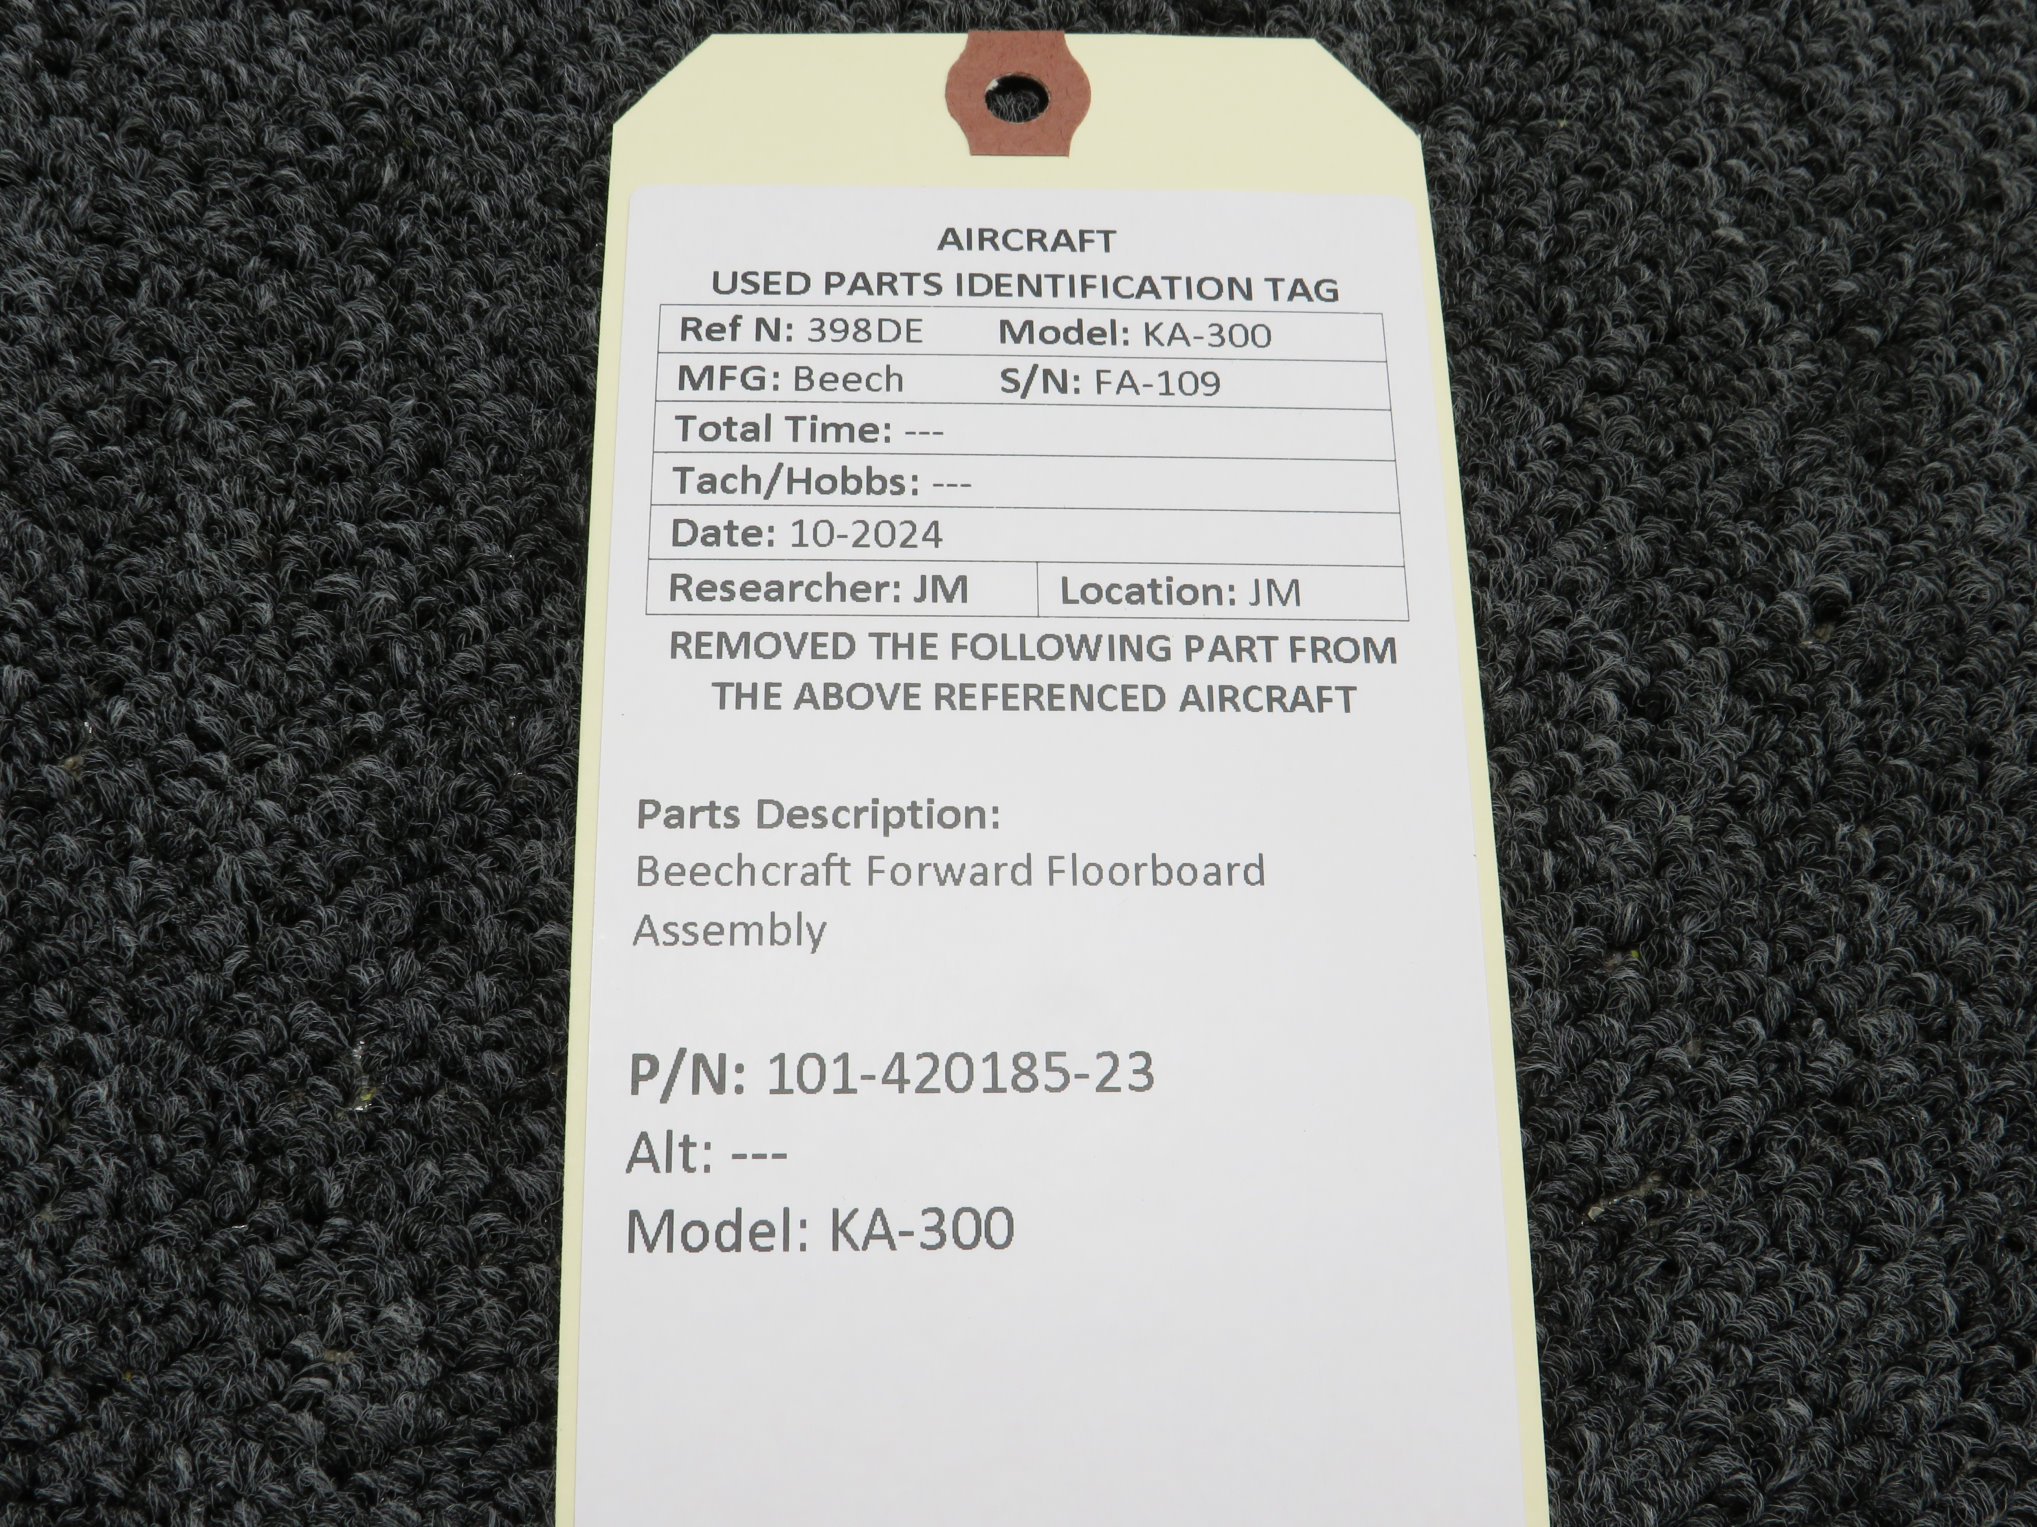 AIRCRAFT
USED PARTS IDENTIFICATION TAG
Ref N: 398DE Model: KA-300
MFG: Beech S/N: FA-109
Total Time: ---
Tach/Hobbs: ---
Date: 10-2024
Researcher: JM Location: JM
REMOVED THE FOLLOWING PART FROM
THE ABOVE REFERENCED AIRCRAFT
Parts Description:
Beechcraft Forward Floorboard
Assembly
P/N: 101-420185-23
Alt: ---
Model: KA-300